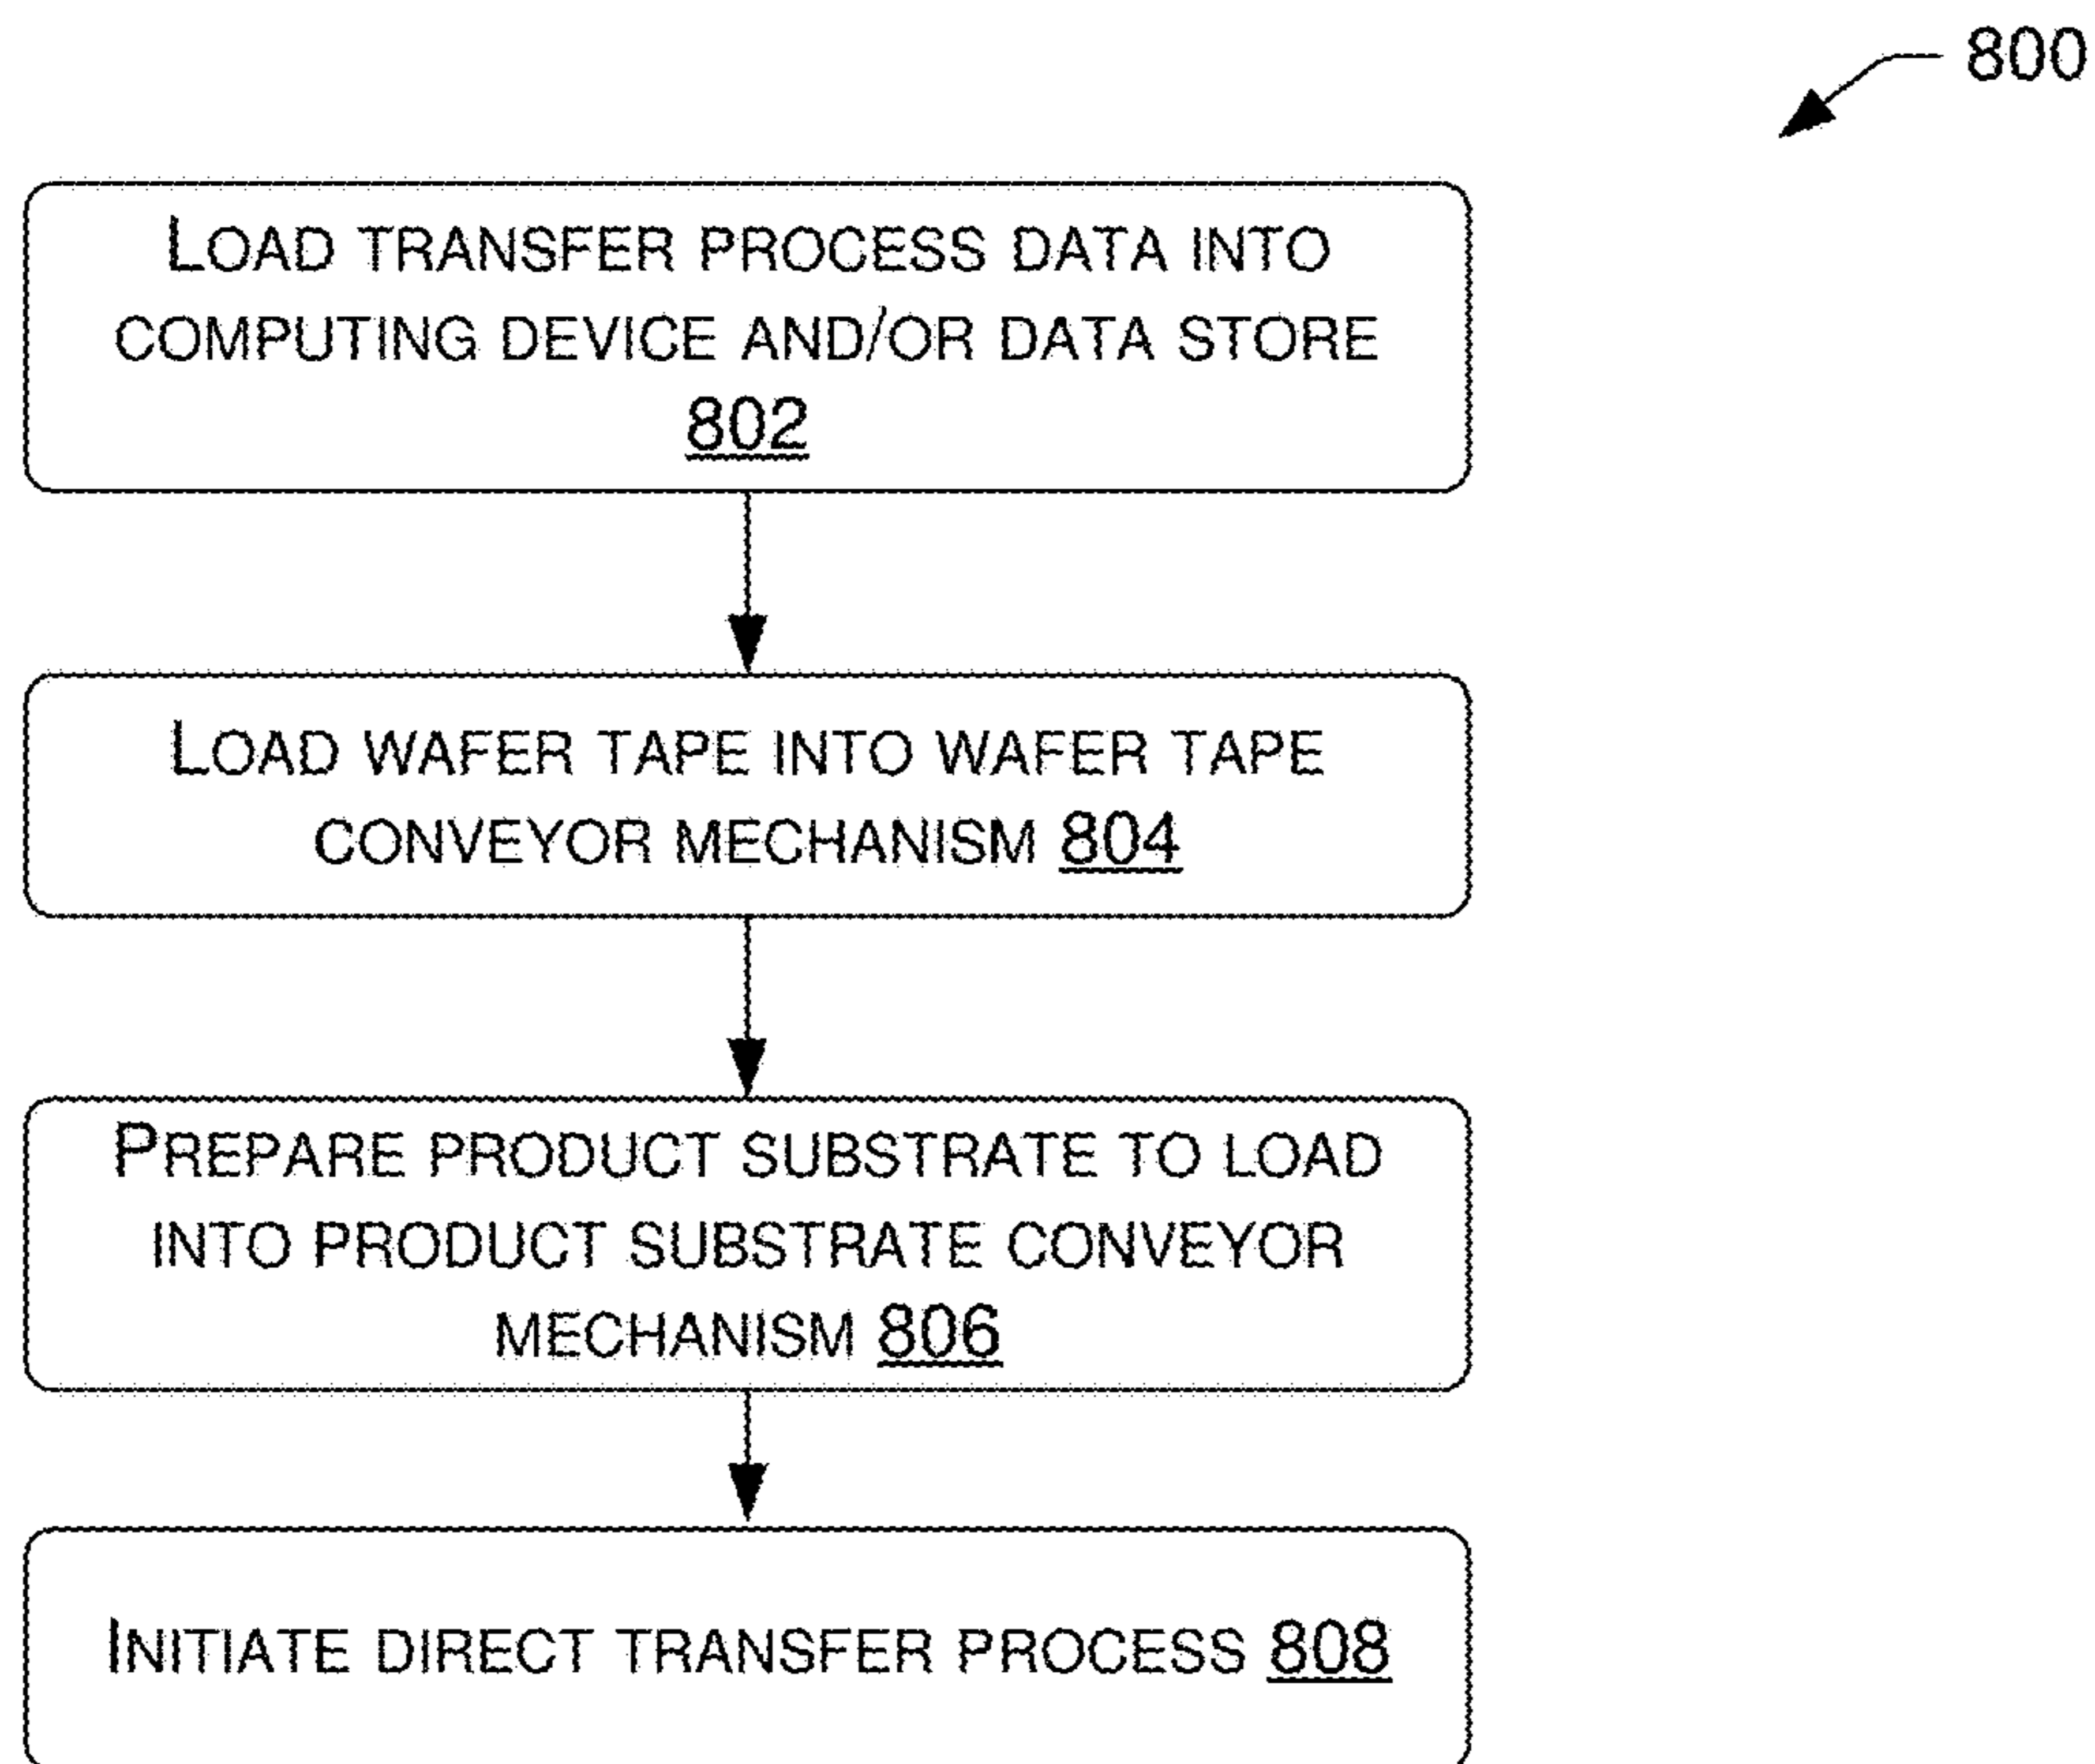 800
LOAD TRANSFER PROCESS DATA INTO
COMPUTING DEVICE AND/OR DATA STORE
802
LOAD WAFER TAPE INTO WAFER TAPE
CONVEYOR MECHANISM 804
PREPARE PRODUCT SUBSTRATE TO LOAD
INTO PRODUCT SUBSTRATE CONVEYOR
MECHANISM 806
INITIATE DIRECT TRANSFER PROCESS 808